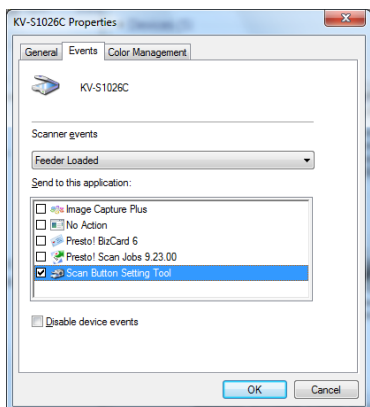 KV-S1026C Properties
General Events Color Management
KV-S1026C
Scanner events
Feeder Loaded
Send to this application:
Image Capture Plus
No Action
Presto! BizCard 6
Presto! Scan Jobs 9.23.00
Scan Button Setting Tool
Disable device events
OK Cancel